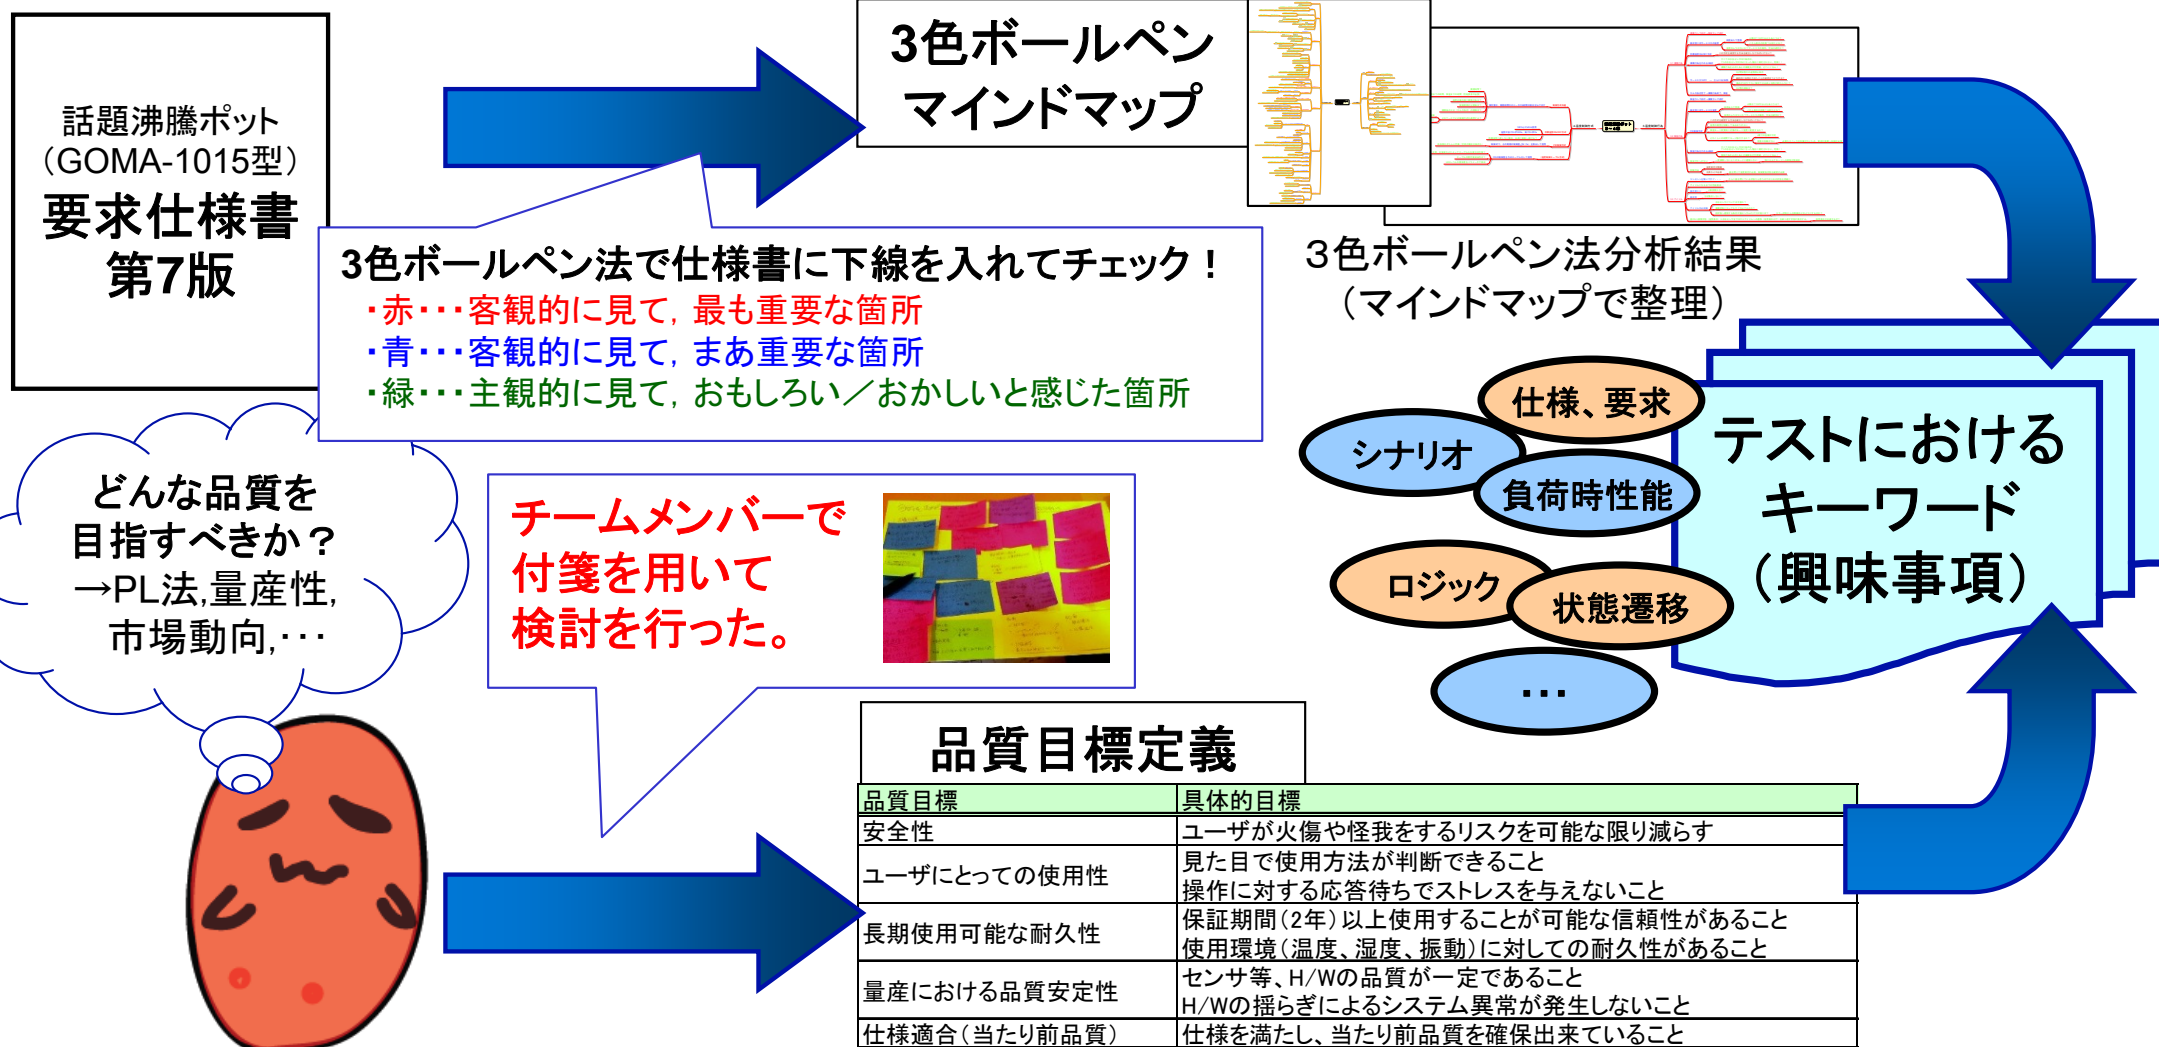 話題沸騰ポット
（GOMA-1015型）
要求仕様書
第7版
3色ボールペン
マインドマップ
3色ボールペン法で仕様書に下線を入れてチェック！
・赤・・・客観的に見て，最も重要な箇所
・青・・・客観的に見て，まあ重要な箇所
・緑・・・主観的に見て，おもしろい／おかしいと感じた箇所
３色ボールペン法分析結果
（マインドマップで整理）
どんな品質を
目指すべきか？
→PL法,量産性,
市場動向,・・・
チームメンバーで
付箋を用いて
検討を行った。
仕様、要求
シナリオ
負荷時性能
ロジック
状態遷移
・・・
テストにおける
キーワード
（興味事項）
品質目標定義
品質目標 具体的目標
安全性 ユーザが火傷や怪我をするリスクを可能な限り減らす
ユーザにとっての使用性 見た目で使用方法が判断できること
操作に対する応答待ちでストレスを与えないこと
長期使用可能な耐久性 保証期間（2年）以上使用することが可能な信頼性があること
使用環境（温度、湿度、振動）に対しての耐久性があること
量産における品質安定性 センサ等、H/Wの品質が一定であること
H/Wの揺らぎによるシステム異常が発生しないこと
仕様適合（当たり前品質） 仕様を満たし、当たり前品質を確保出来ていること